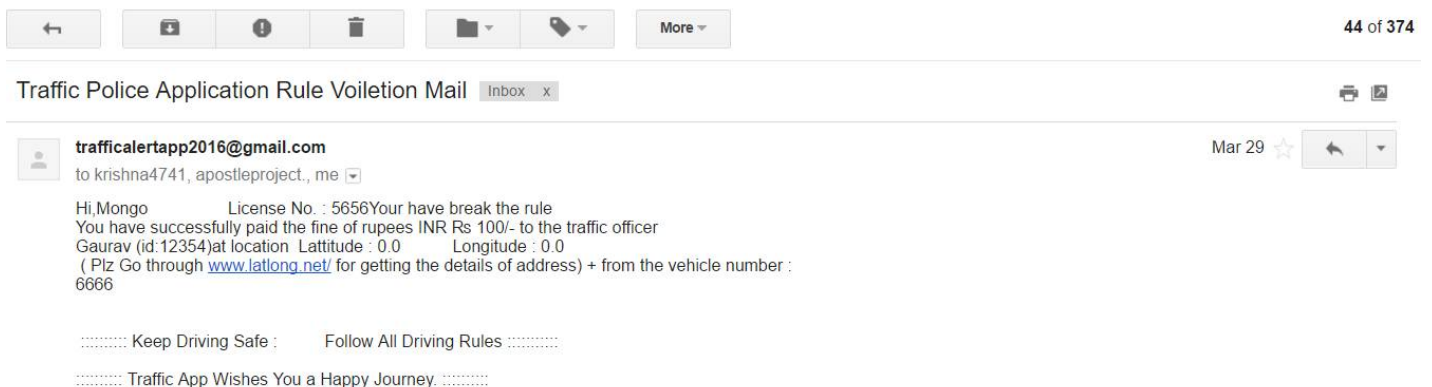 More
44 of 374
Traffic Police Application Rule Voiletion Mail Inbox x
trafficalertapp2016@gmail.com Mar 29
to krishna4741, apostleproject., me
Hi,Mongo License No. : 5656Your have break the rule
You have successfully paid the fine of rupees INR Rs 100/- to the traffic officer
Gaurav (id:12354)at location Lattitude : 0.0 Longitude : 0.0
( Plz Go through www.latlong.net/ for getting the details of address) + from the vehicle number :
6666
:::::::::: Keep Driving Safe : Follow All Driving Rules :::::::::::
:::::::::: Traffic App Wishes You a Happy Journey. ::::::::::